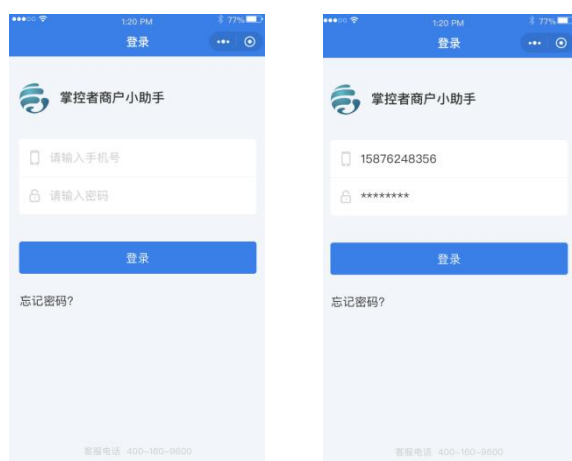 1:20 PM
77%
登录
掌控者商户小助手
请输入手机号
请输入密码
登录
忘记密码?
客服电话 400-160-9600
1:20 PM
77%
登录
掌控者商户小助手
15876248356
********
登录
忘记密码?
客服电话 400-160-9600